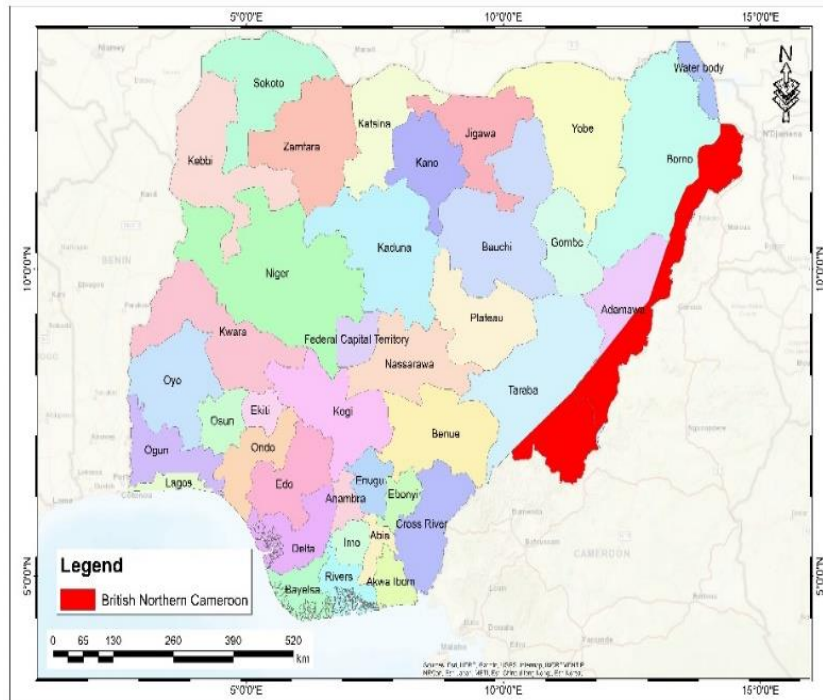 5°0'0"E
10°0'0"E
15°0'0"E
N
Water body
Sokoto
Katsina
Jigawa
Yobe
Kebbi
Zamfara
Kano
Borno
N'Djamena
10°0'0"N
10°0'0"N
Kaduna
Bauchi
Gombe
BENIN
Niger
Adamawa
Plateau
Kwara
Federal Capital Territory
Nassarawa
Taraba
Oyo
Ekiti
Kogi
Osun
Benue
Ogun
Ondo
Lagos
Edo
Enugu
Anambra
Ebonyi
Cross River
Delta
Imo
Abia
CAMEROON
5°0'0"N
5°0'0"N
Bayelsa
Rivers
Akwa Ibom
Legend
British Northern Cameroon
0 65 130 260 390 520
km
5°0'0"E
10°0'0"E
15°0'0"E